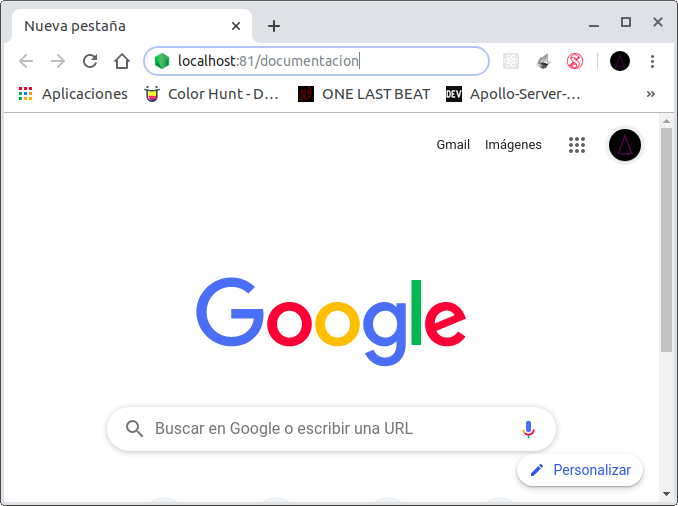 Nueva pestaña
localhost:81/documentacion
Aplicaciones Color Hunt - D... ONE LAST BEAT DEV Apollo-Server-... »
Gmail Imágenes
Google
Buscar en Google o escribir una URL
Personalizar